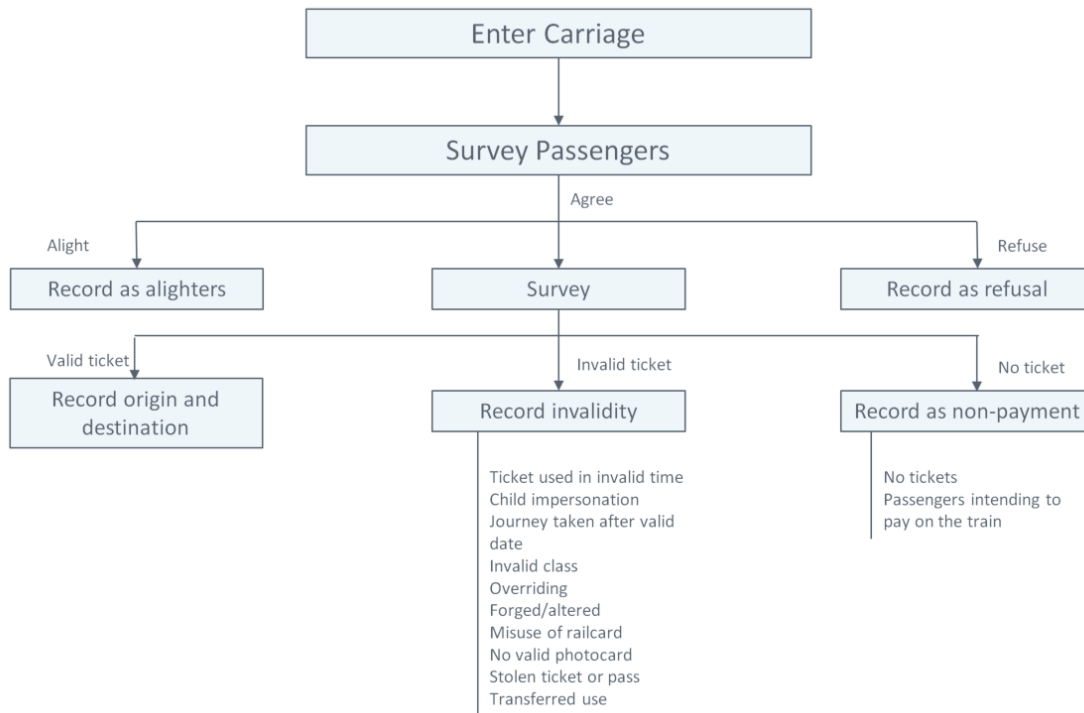 Enter Carriage
Survey Passengers
Agree
Alight
Refuse
Record as alighters
Survey
Record as refusal
Valid ticket
Invalid ticket
No ticket
Record origin and
destination
Record invalidity
Record as non-payment
Ticket used in invalid time
Child impersonation
Journey taken after valid
date
Invalid class
Overriding
Forged/altered
Misuse of railcard
No valid photocard
Stolen ticket or pass
Transferred use
No tickets
Passengers intending to
pay on the train